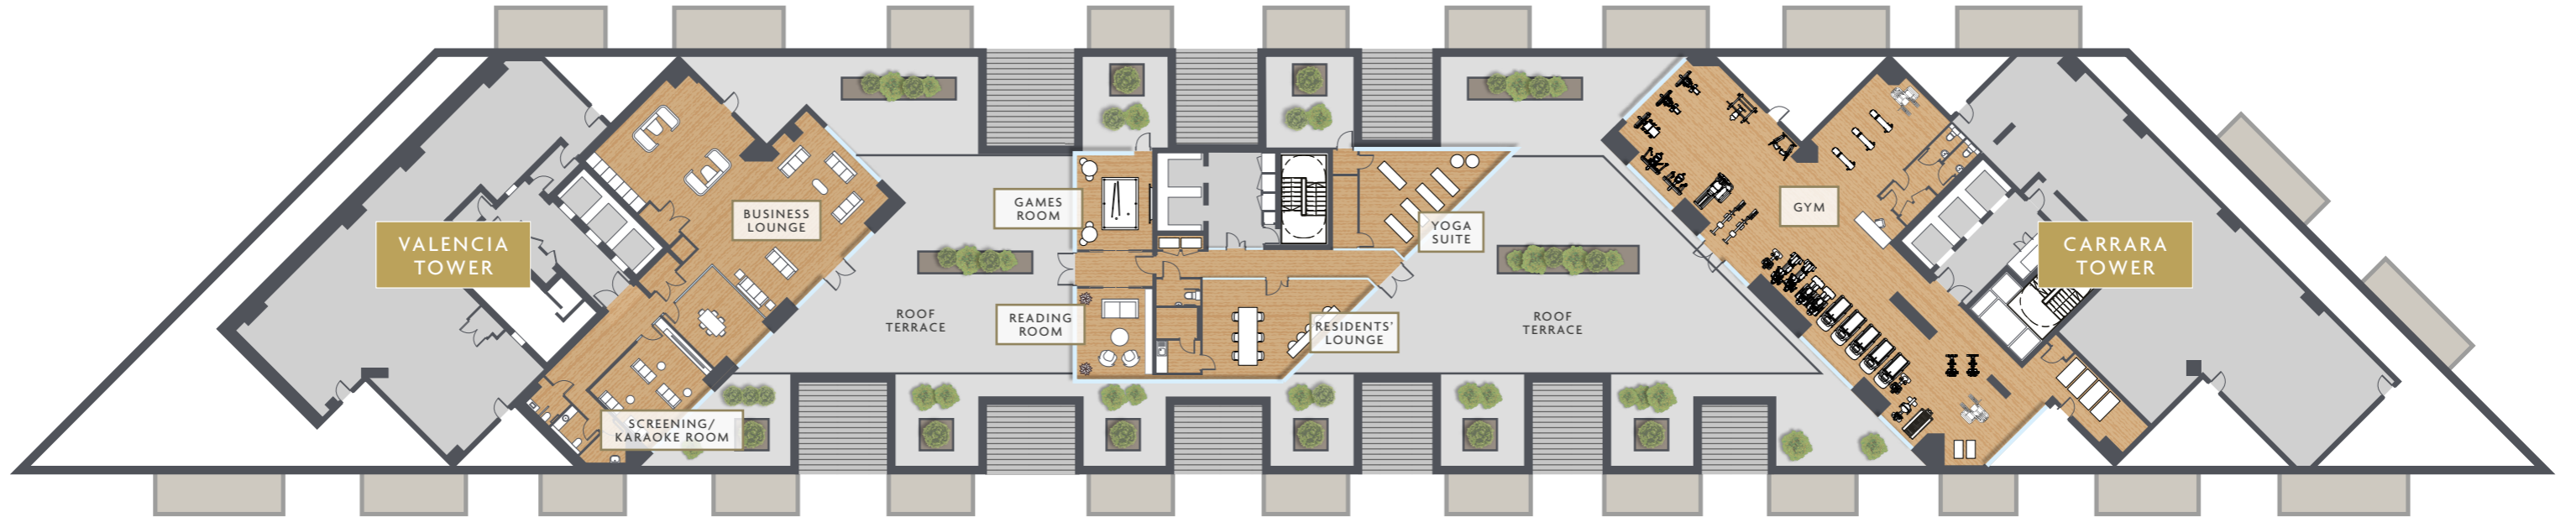 VALENCIA
TOWER
BUSINESS
LOUNGE
SCREENING/
KARAOKE ROOM
ROOF
TERRACE
GAMES
ROOM
READING
ROOM
YOGA
SUITE
RESIDENTS'
LOUNGE
ROOF
TERRACE
GYM
CARRARA
TOWER